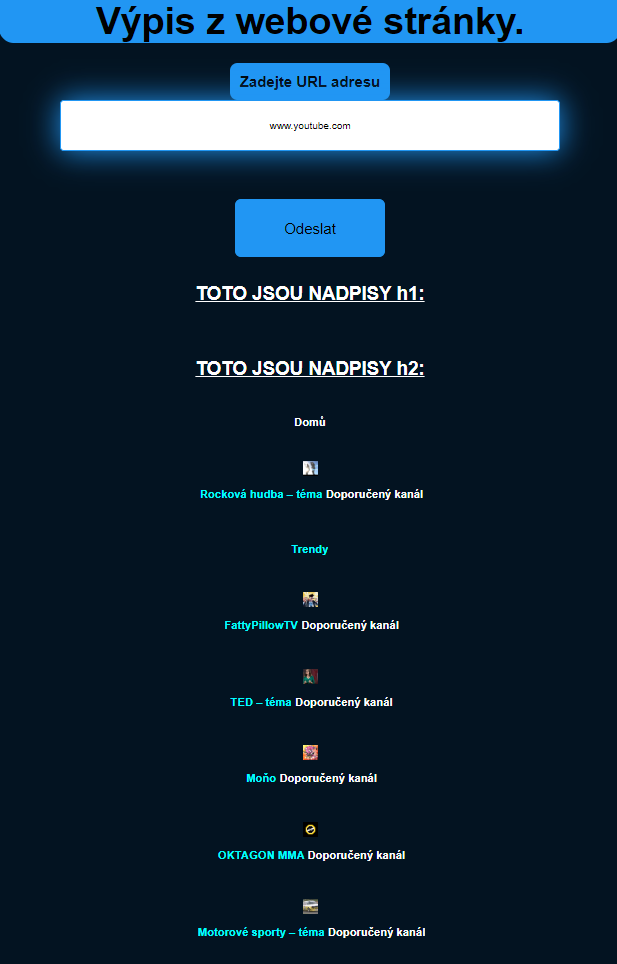 Výpis z webové stránky.
Zadejte URL adresu
www.youtube.com
Odeslat
TOTO JSOU NADPISY h1:
TOTO JSOU NADPISY h2:
Domů
Rocková hudba – téma Doporučený kanál
Trendy
FattyPillowTV Doporučený kanál
TED – téma Doporučený kanál
Moňo Doporučený kanál
OKTAGON MMA Doporučený kanál
Motorové sporty – téma Doporučený kanál